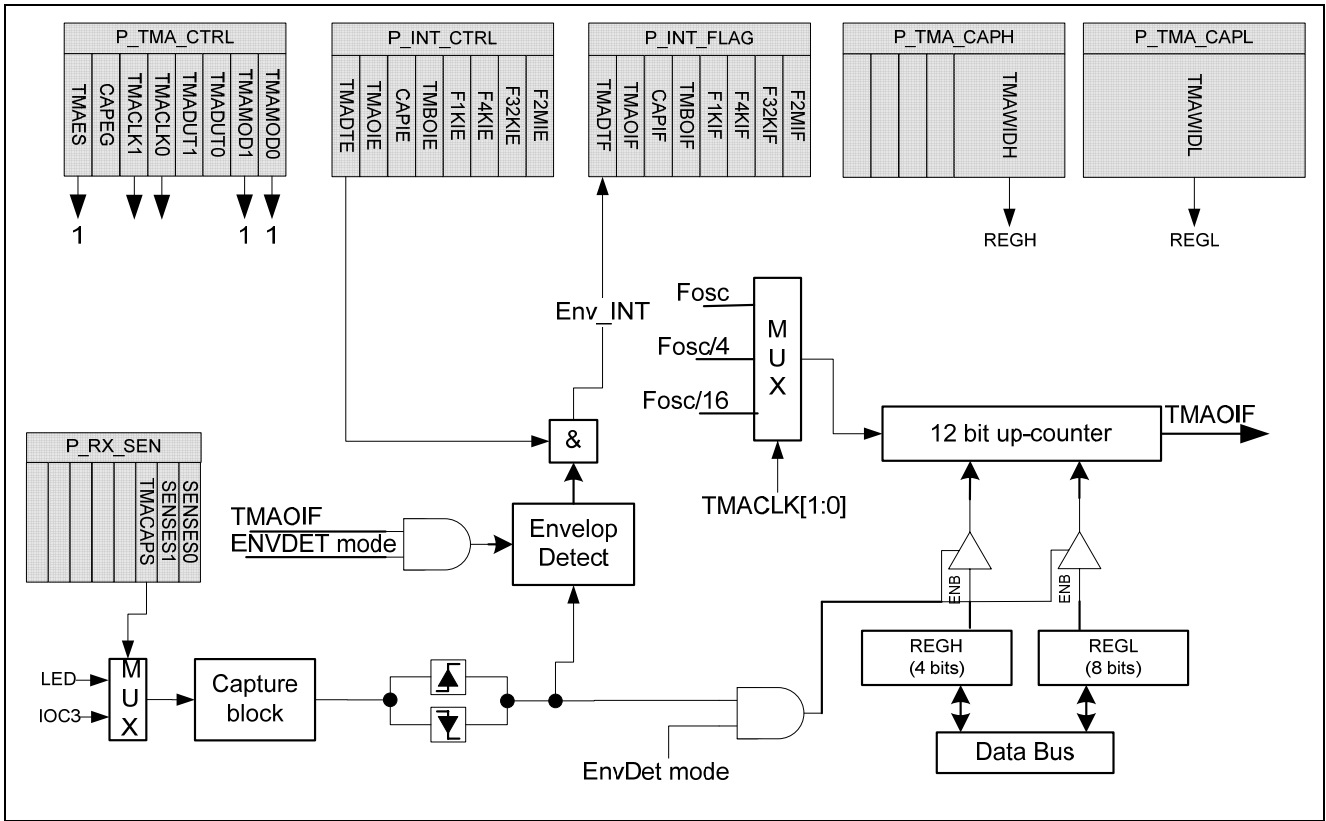 P_TMA_CTRL
TMAES
CAPEG
TMACLK1
TMACLK0
TMADUT1
TMADUT0
TMAMOD1
TMAMOD0
1
1
1
P_INT_CTRL
TMADTE
TMAOIE
CAPIE
TMBOIE
F1KIE
F4KIE
F32KIE
F2MIE
P_INT_FLAG
TMADTF
TMAOIF
CAPIF
TMBOIF
F1KIF
F4KIF
F32KIF
F2MIF
P_TMA_CAPH
TMAWIDH
REGH
P_TMA_CAPL
TMAWIDL
REGL
Env_INT
Fosc
Fosc/4
Fosc/16
MUX
TMACLK[1:0]
12 bit up-counter
TMAOIF
&
P_RX_SEN
TMACAPS
SENSES1
SENSES0
TMAOIF
ENVDET mode
Envelop
Detect
ENB
ENB
REGH
(4 bits)
REGL
(8 bits)
LED
IOC3
MUX
Capture
block
EnvDet mode
Data Bus